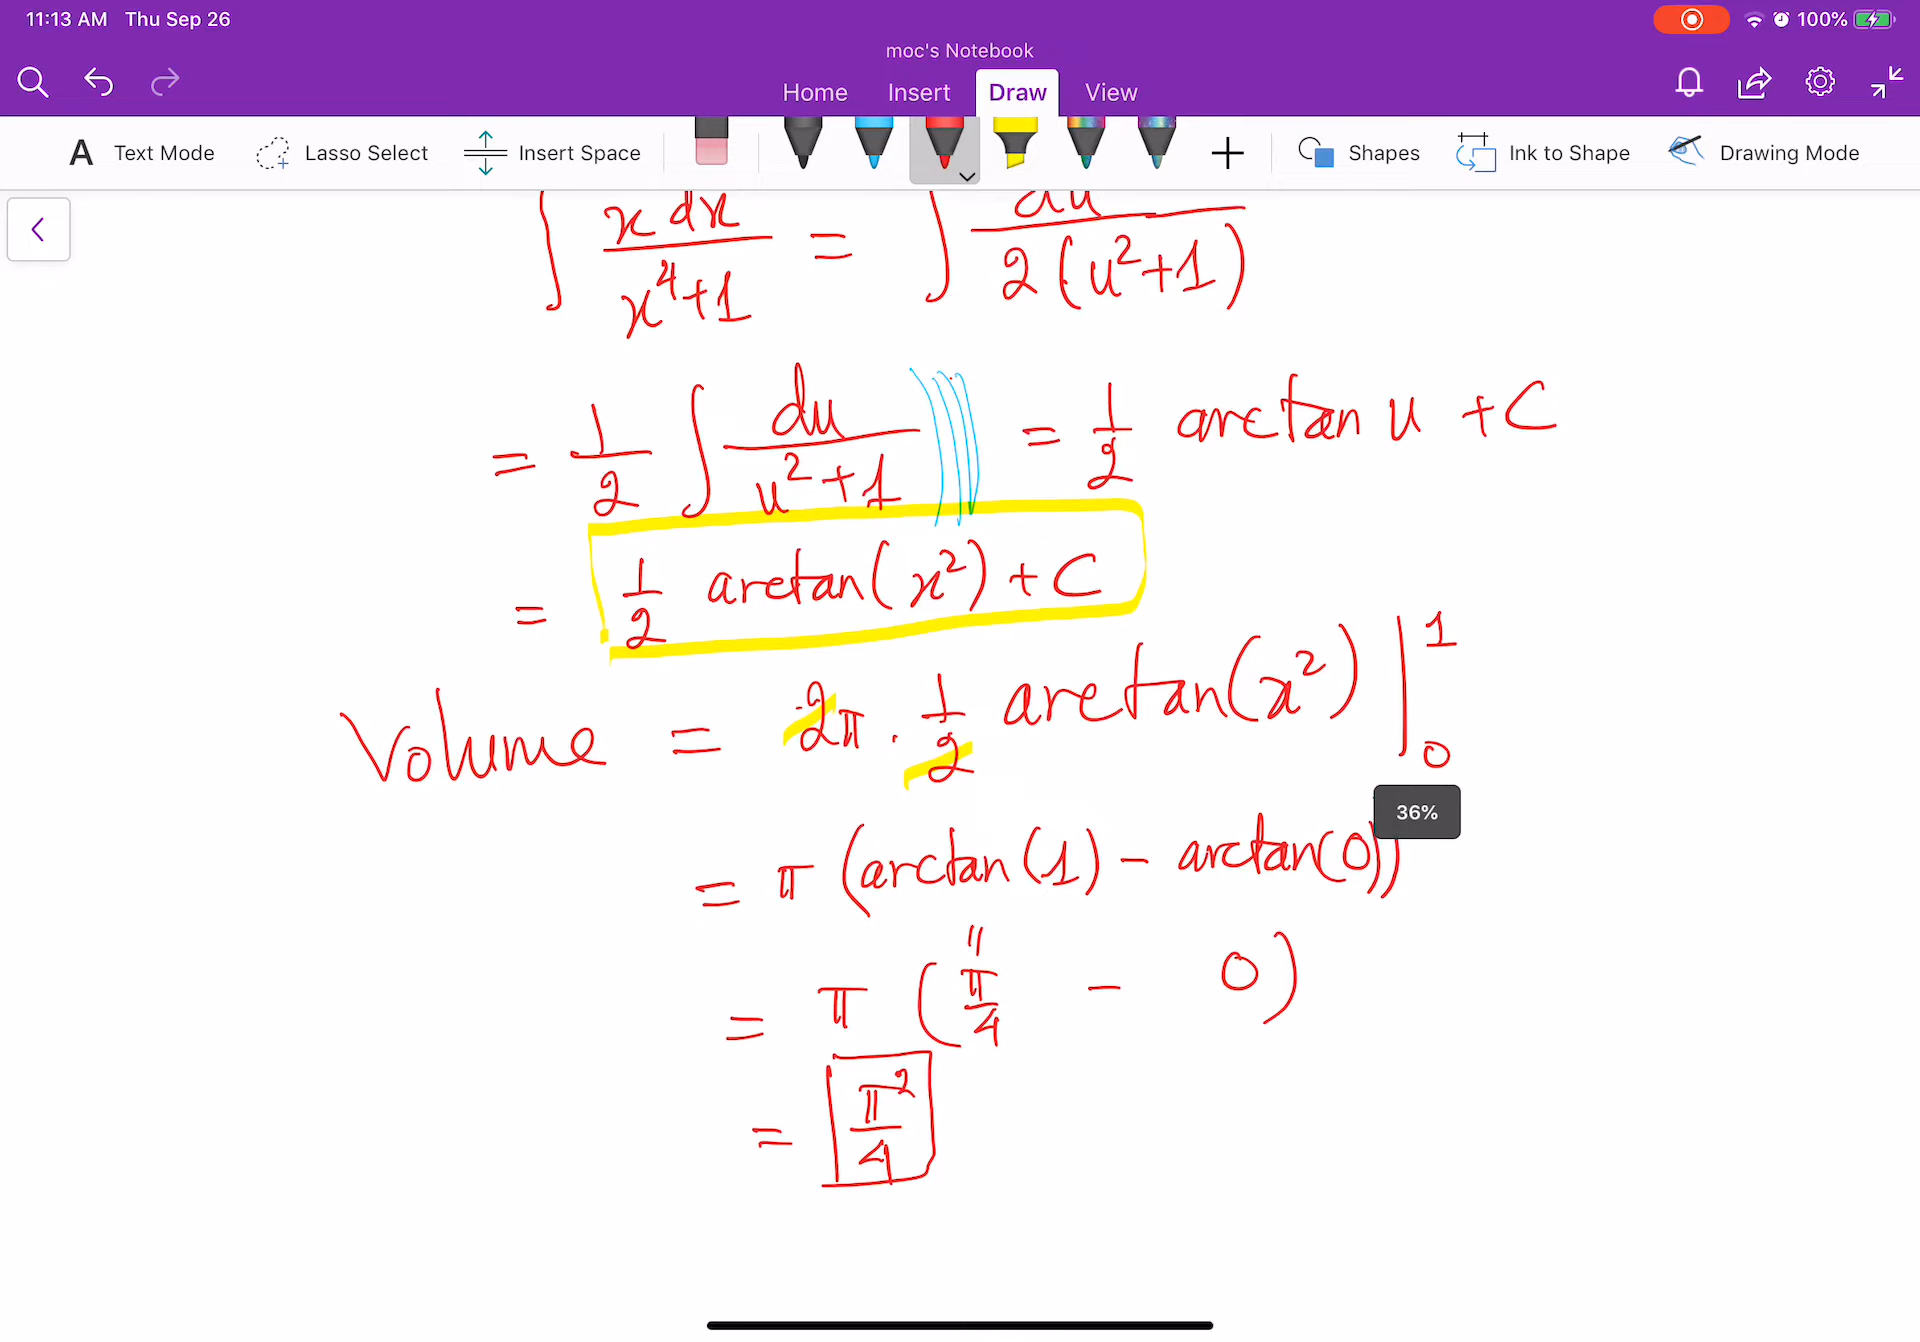 11:13 AM Thu Sep 26 100%
moc's Notebook
Home Insert Draw View
A Text Mode Lasso Select Insert Space Shapes Ink to Shape Drawing Mode
∫ x dx / (x⁴+1) = ∫ du / 2(u²+1)
= 1/2 ∫ du / (u²+1) = 1/2 arctan u + C
= 1/2 arctan(x²) + C
Volume = 2π · 1/2 arctan(x²) |₀¹
36%
= π (arctan(1) - arctan(0))
= π (π/4 - 0)
= π²/4